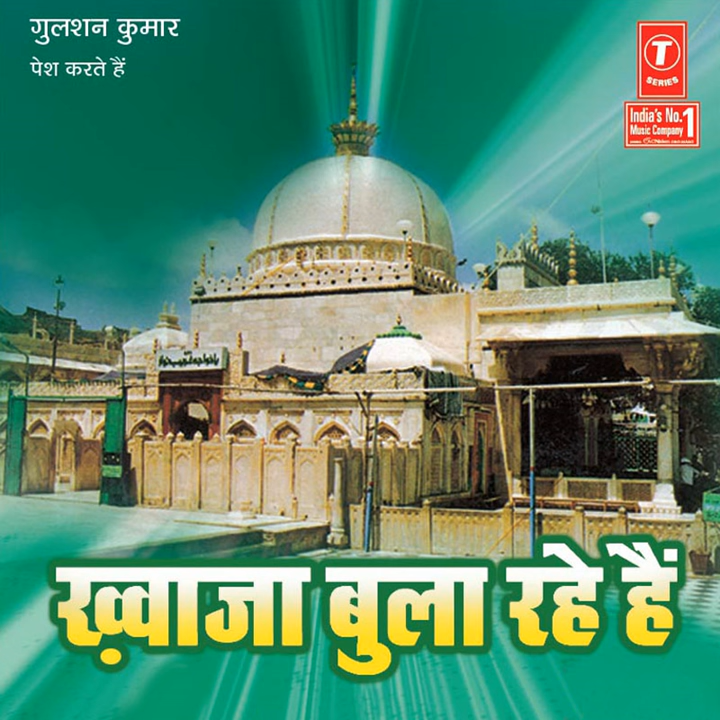 गुलशन कुमार
पेश करते हैं
T
SERIES
India's No.1
Music Company
ख़्वाजा बुला रहे हैं